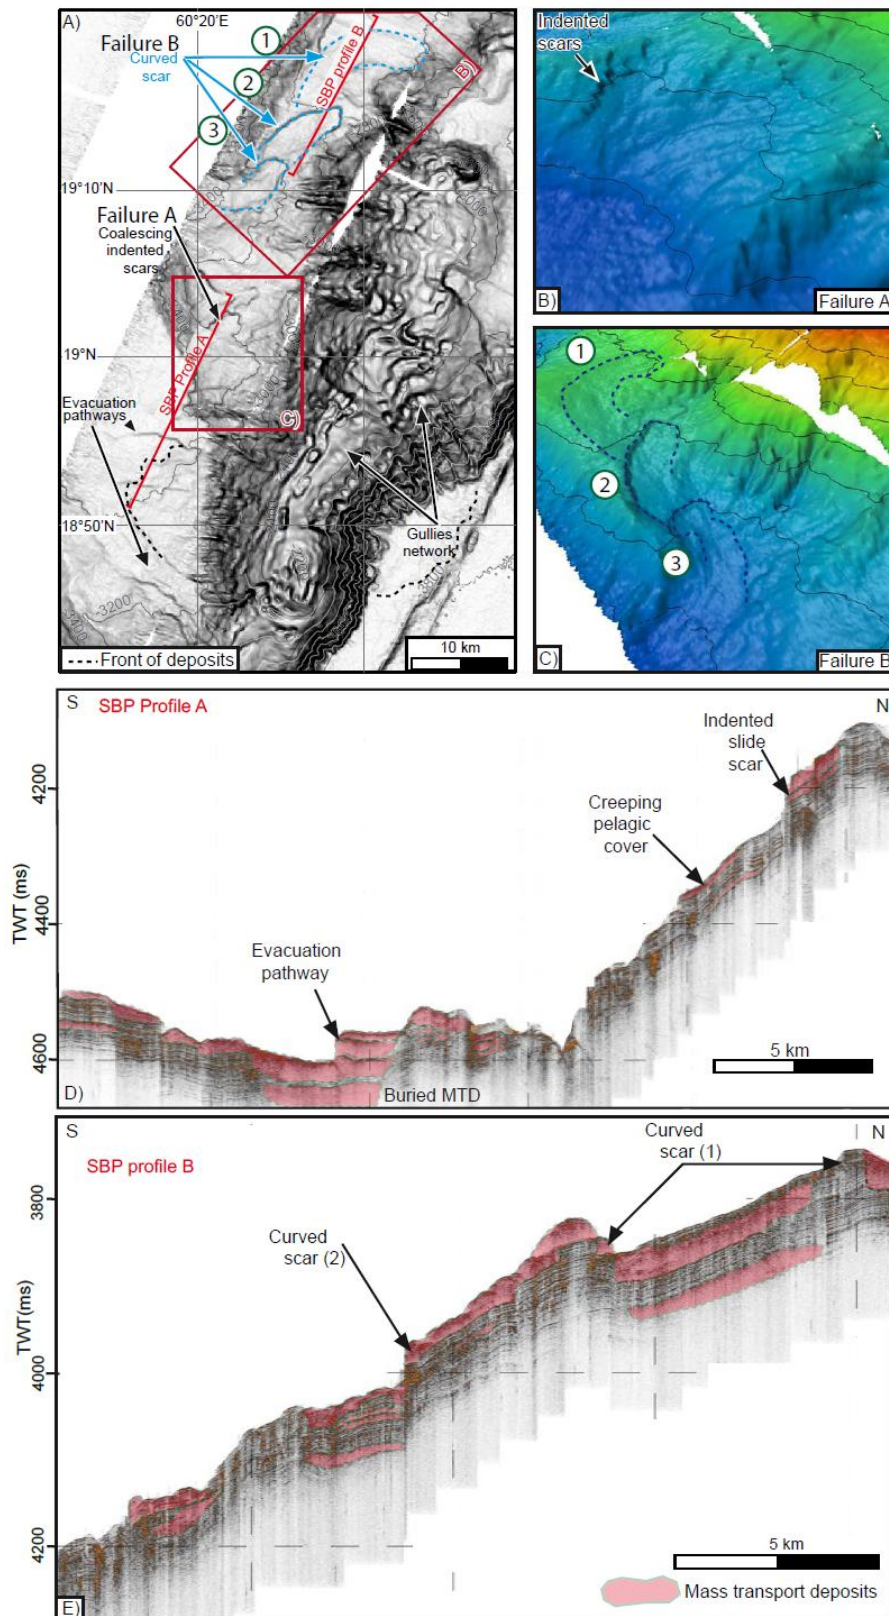 A)
60°20'E
Failure B
Curved
scar
1
2
3
SBP profile B
B)
19°10'N
Failure A
Coalescing
indented
scars
19°N
SBP Profile A
Evacuation
pathways
C)
18°50'N
Gullies
network
-3200
10 km
Front of deposits
Indented
scars
B)
Failure A
1
2
3
C)
Failure B
S
SBP Profile A
N
Indented
slide
scar
4200
Creeping
pelagic
cover
TWT (ms)
4400
Evacuation
pathway
4600
5 km
D)
Buried MTD
S
Curved
scar (1)
N
SBP profile B
3800
Curved
scar (2)
TWT(ms)
4000
4200
5 km
Mass transport deposits
E)